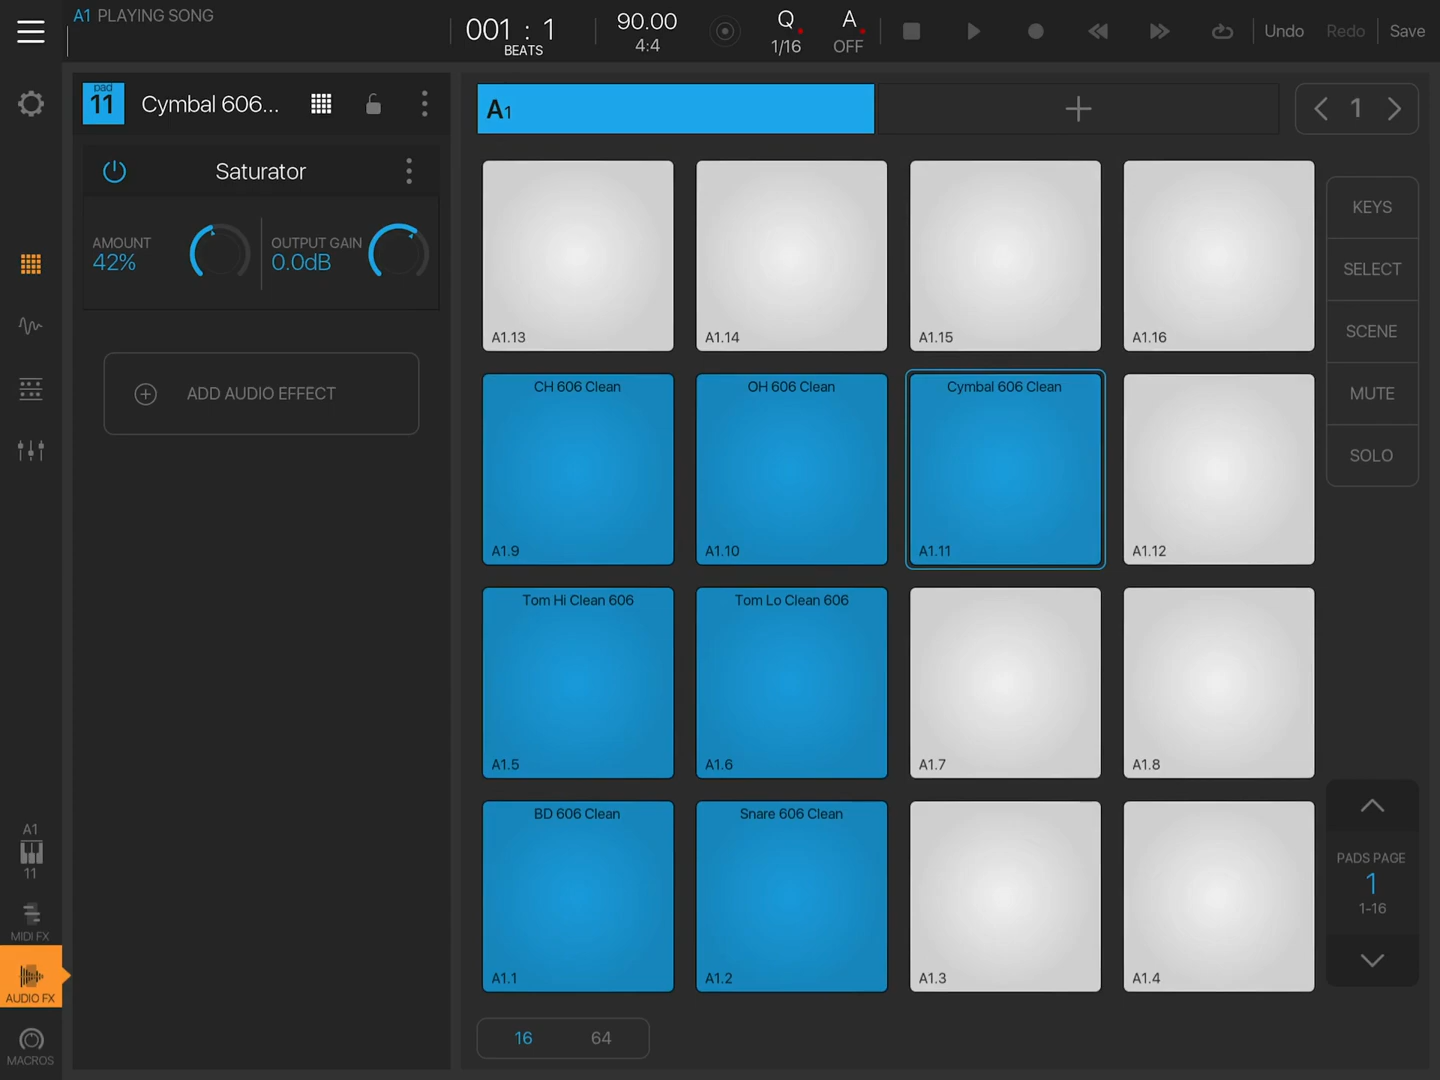 A1 PLAYING SONG
001 : 1
BEATS
90.00
4:4
Q
1/16
A
OFF
Undo
Redo
Save
pad
11
Cymbal 606...
A1
1
Saturator
AMOUNT
42%
OUTPUT GAIN
0.0dB
ADD AUDIO EFFECT
A1.13
A1.14
A1.15
A1.16
CH 606 Clean
A1.9
OH 606 Clean
A1.10
Cymbal 606 Clean
A1.11
A1.12
Tom Hi Clean 606
A1.5
Tom Lo Clean 606
A1.6
A1.7
A1.8
BD 606 Clean
A1.1
Snare 606 Clean
A1.2
A1.3
A1.4
KEYS
SELECT
SCENE
MUTE
SOLO
PADS PAGE
1
1-16
A1
11
MIDI FX
AUDIO FX
MACROS
16
64